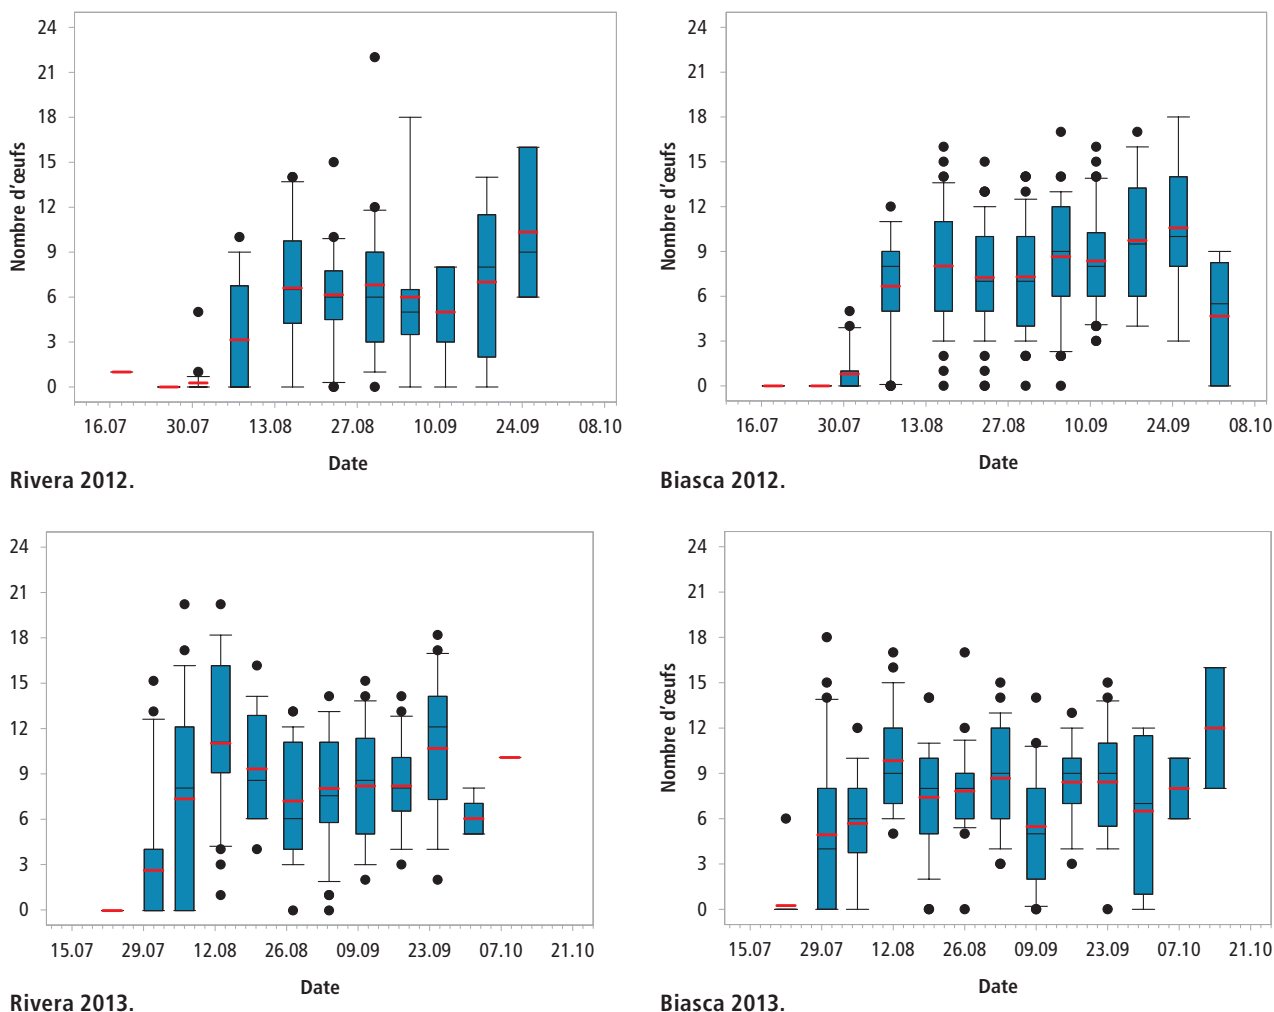 24
21
18
15
12
9
6
3
0
Nombre d'œufs
16.07 30.07 13.08 27.08 10.09 24.09 08.10
Date
Rivera 2012.
24
21
18
15
12
9
6
3
0
Nombre d'œufs
16.07 30.07 13.08 27.08 10.09 24.09 08.10
Date
Biasca 2012.
24
21
18
15
12
9
6
3
0
15.07 29.07 12.08 26.08 09.09 23.09 07.10 21.10
Date
Rivera 2013.
24
21
18
15
12
9
6
3
0
Nombre d'œufs
15.07 29.07 12.08 26.08 09.09 23.09 07.10 21.10
Date
Biasca 2013.